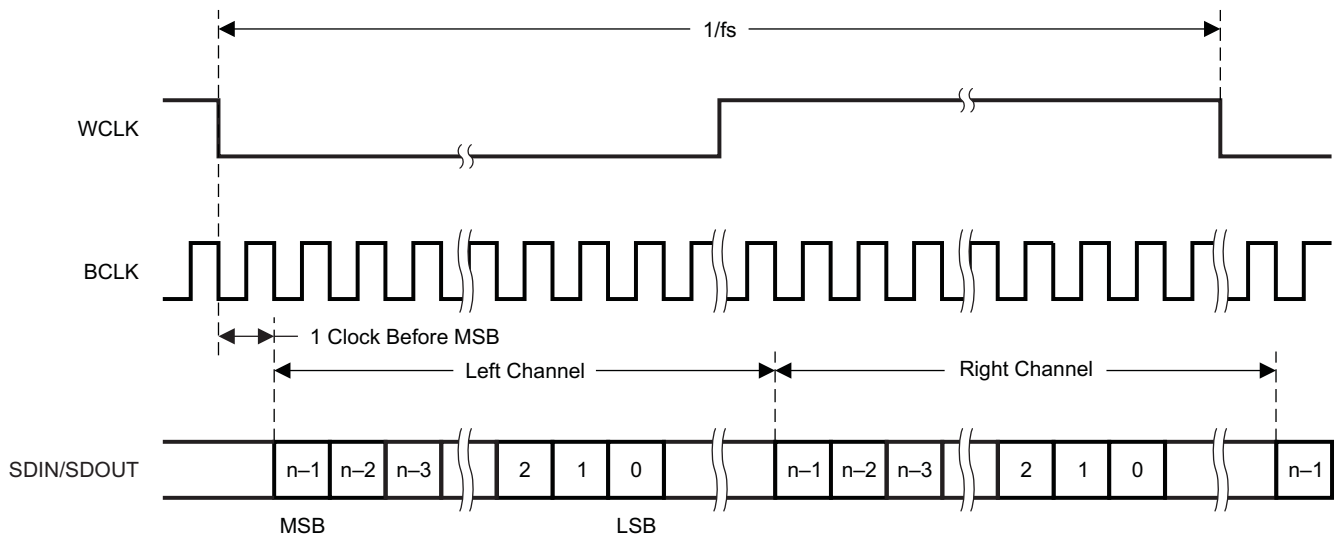 1/fs
WCLK
BCLK
1 Clock Before MSB
Left Channel
Right Channel
SDIN/SDOUT
n–1 n–2 n–3 2 1 0 n–1 n–2 n–3 2 1 0 n–1
MSB LSB